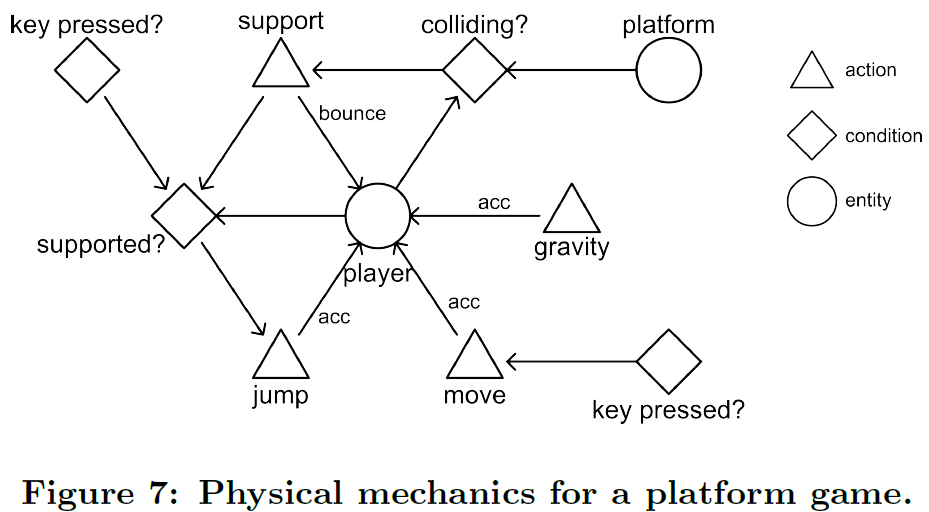 key pressed?
support
colliding?
platform
action
bounce
condition
acc
entity
supported?
player
gravity
acc
acc
jump
move
key pressed?
Figure 7: Physical mechanics for a platform game.